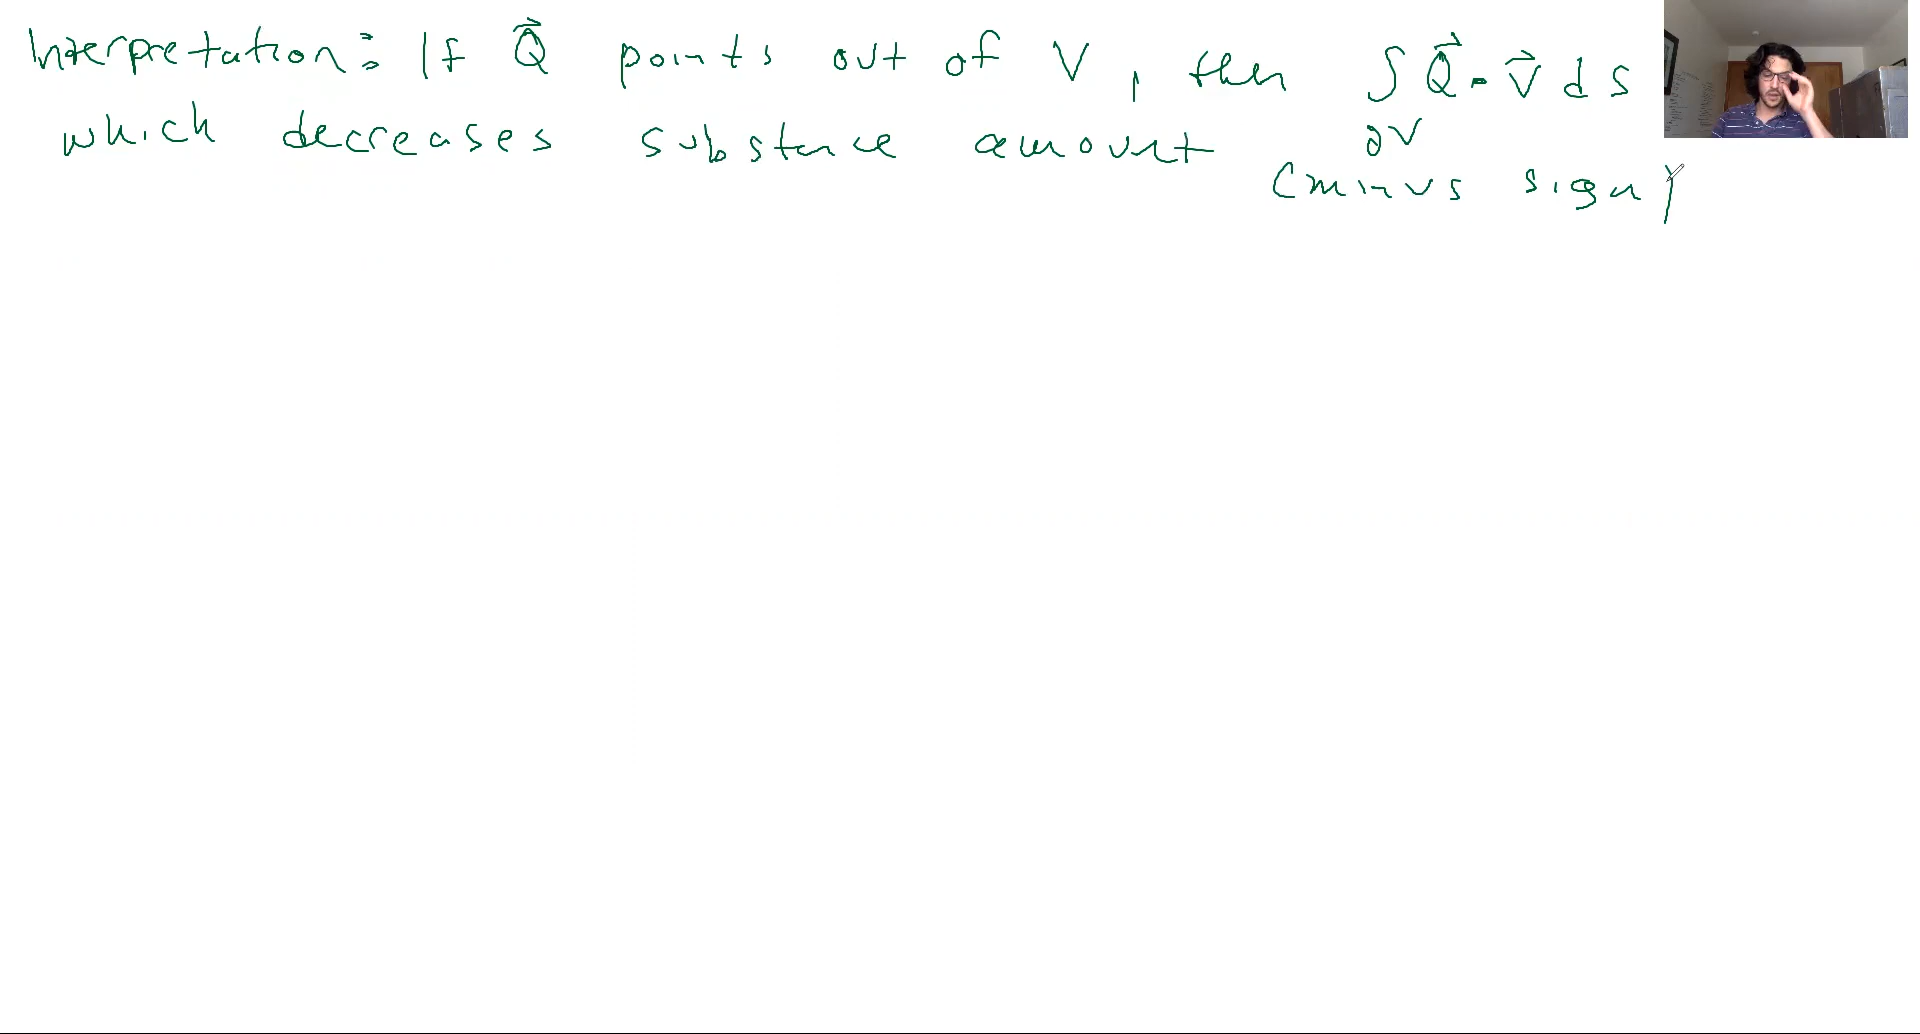 Interpretation: If Q⃗ points out of V, then ∫ Q⃗ · ν⃗ dS
∂V
which decreases substance amount
(minus sign)